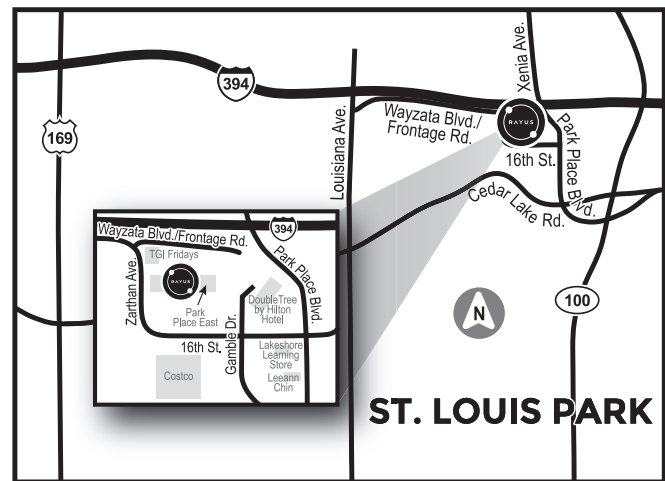 Xenia Ave.
394
169
Louisiana Ave.
Wayzata Blvd./
Frontage Rd.
RAYUS
Park Place Blvd.
16th St.
Cedar Lake Rd.
Wayzata Blvd./Frontage Rd.
394
TGI Fridays
Zarthan Ave.
RAYUS
Park
Place East
Park Place Blvd.
DoubleTree
by Hilton
Hotel
16th St.
Gamble Dr.
Lakeshore
Learning
Store
Costco
Leeann
Chin
N
100
ST. LOUIS PARK